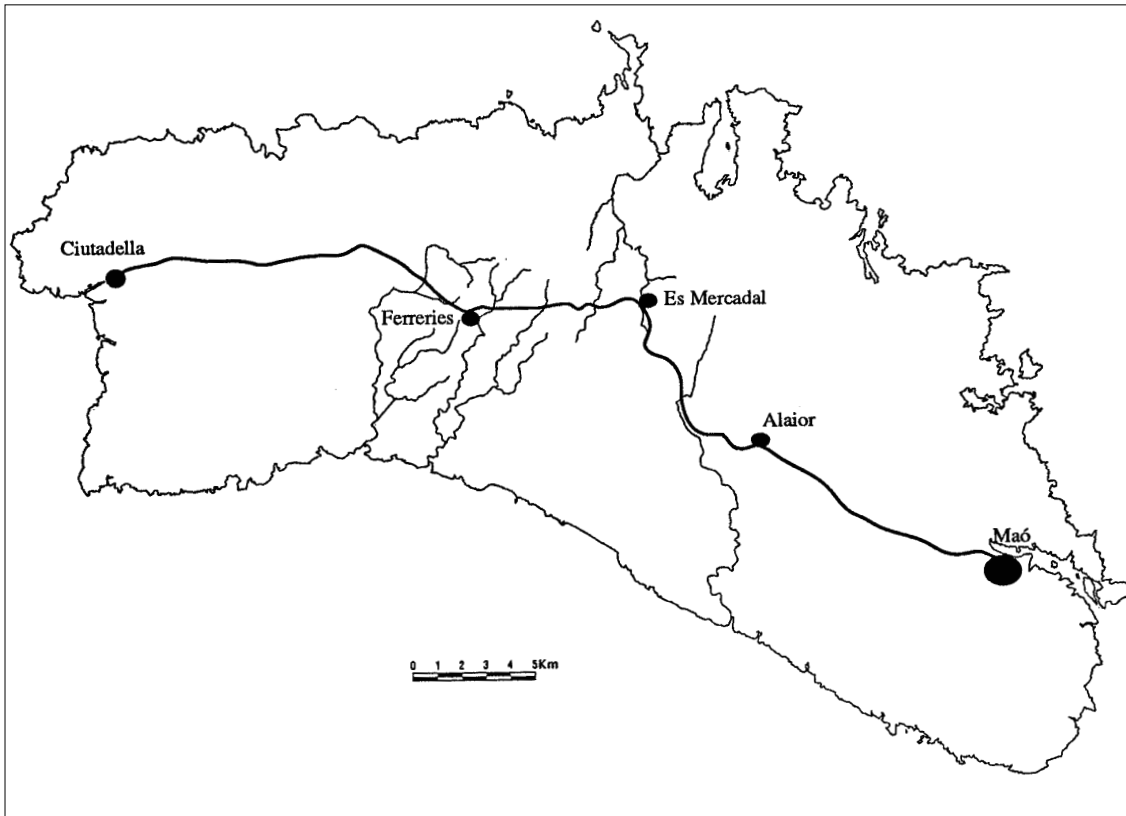 Ciutadella
Ferreries
Es Mercadal
Alaior
Maó
0 1 2 3 4 5Km